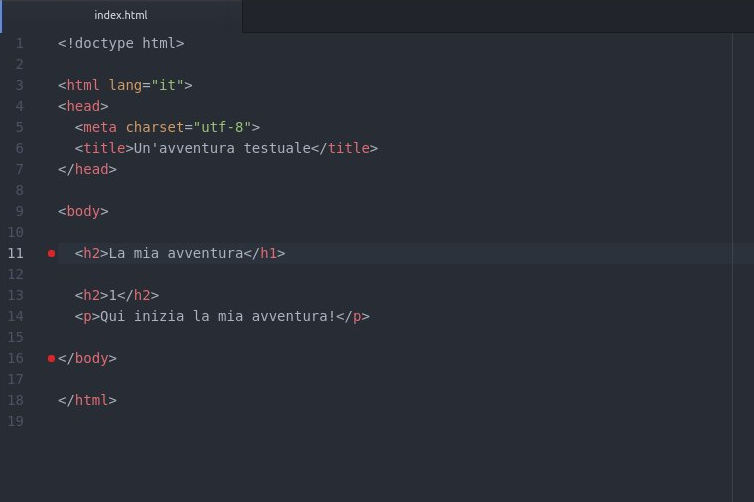 index.html
1 <!doctype html>
2
3 <html lang="it">
4 <head>
5   <meta charset="utf-8">
6   <title>Un'avventura testuale</title>
7 </head>
8
9 <body>
10
11   <h2>La mia avventura</h1>
12
13   <h2>1</h2>
14   <p>Qui inizia la mia avventura!</p>
15
16 </body>
17
18 </html>
19